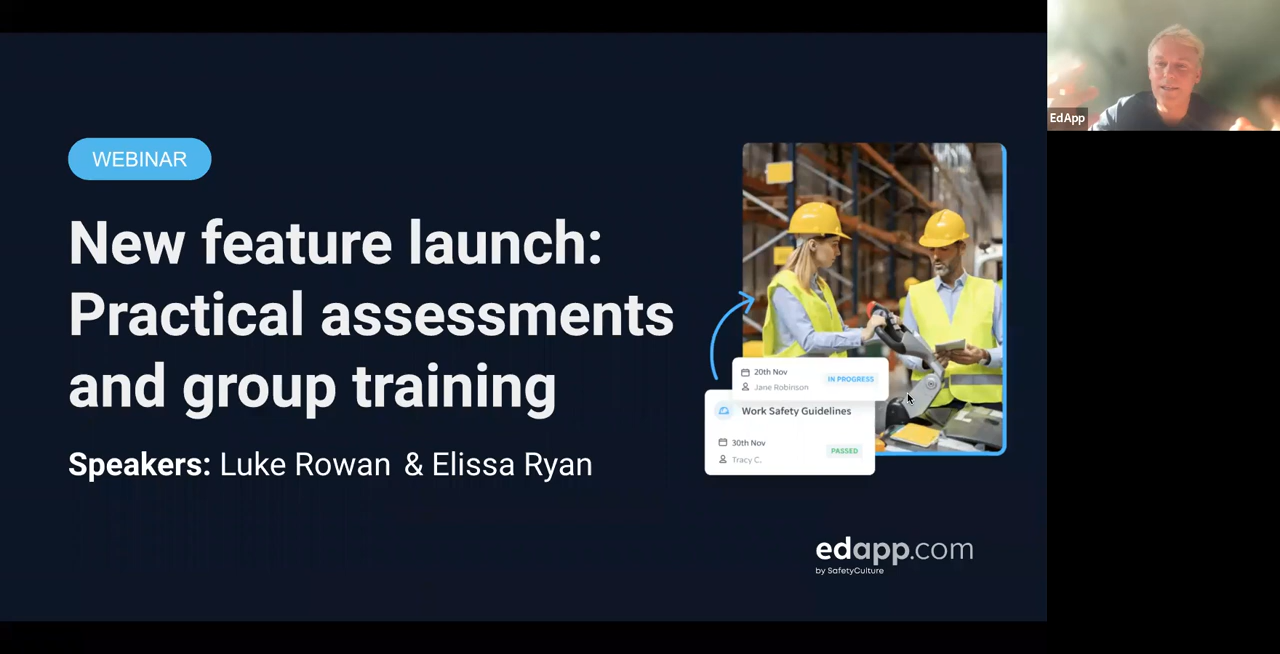 WEBINAR
New feature launch:
Practical assessments
and group training
Speakers: Luke Rowan & Elissa Ryan
20th Nov
Jane Robinson
IN PROGRESS
Work Safety Guidelines
30th Nov
Tracy C.
PASSED
edapp.com
by SafetyCulture
EdApp